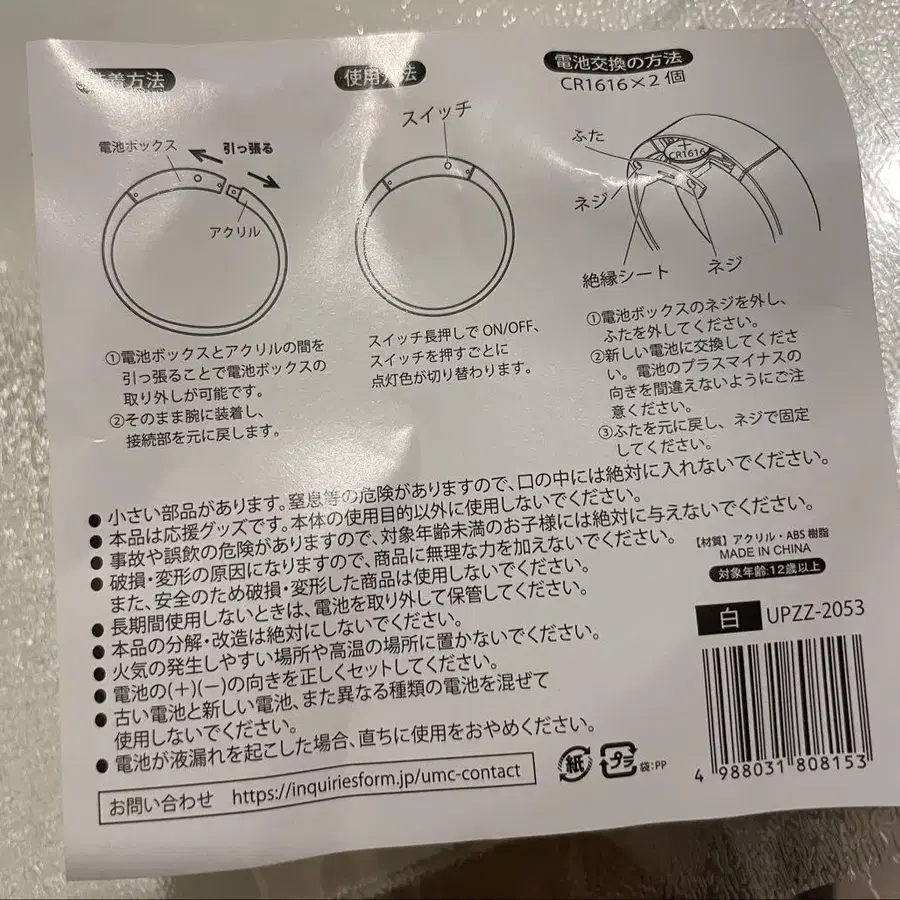 装着方法
電池ボックス
引っ張る
アクリル
①電池ボックスとアクリルの間を
引っ張ることで電池ボックスの
取り外しが可能です。
②そのまま腕に装着し、
接続部を元に戻します。
使用方法
スイッチ
スイッチ長押しでON/OFF、
スイッチを押すごとに
点灯色が切り替わります。
電池交換の方法
CR1616×2個
ふた
CR1616
ネジ
絶縁シート
ネジ
①電池ボックスのネジを外し、
ふたを外してください。
②新しい電池に交換してくださ
い。電池のプラスマイナスの
向きを間違えないようにご注
意ください。
③ふたを元に戻し、ネジで固定
してください。
●小さい部品があります。窒息等の危険がありますので、口の中には絶対に入れないでください。
●本品は応援グッズです。本体の使用目的以外に使用しないでください。
●事故や誤飲の危険がありますので、対象年齢未満のお子様には絶対に与えないでください。
●破損・変形の原因になりますので、商品に無理な力を加えないでください。
また、安全のため破損・変形した商品は使用しないでください。
●長期間使用しないときは、電池を取り外して保管してください。
●本品の分解・改造は絶対にしないでください。
●火気の発生しやすい場所や高温の場所に置かないでください。
●電池の(+)(−)の向きを正しくセットしてください。
●古い電池と新しい電池、また異なる種類の電池を混ぜて
使用しないでください。
●電池が液漏れを起こした場合、直ちに使用をおやめください。
お問い合わせ https://inquiriesform.jp/umc-contact
紙
プラ
袋:PP
【材質】アクリル・ABS樹脂
MADE IN CHINA
対象年齢:12歳以上
白 UPZZ-2053
4 988031 808153